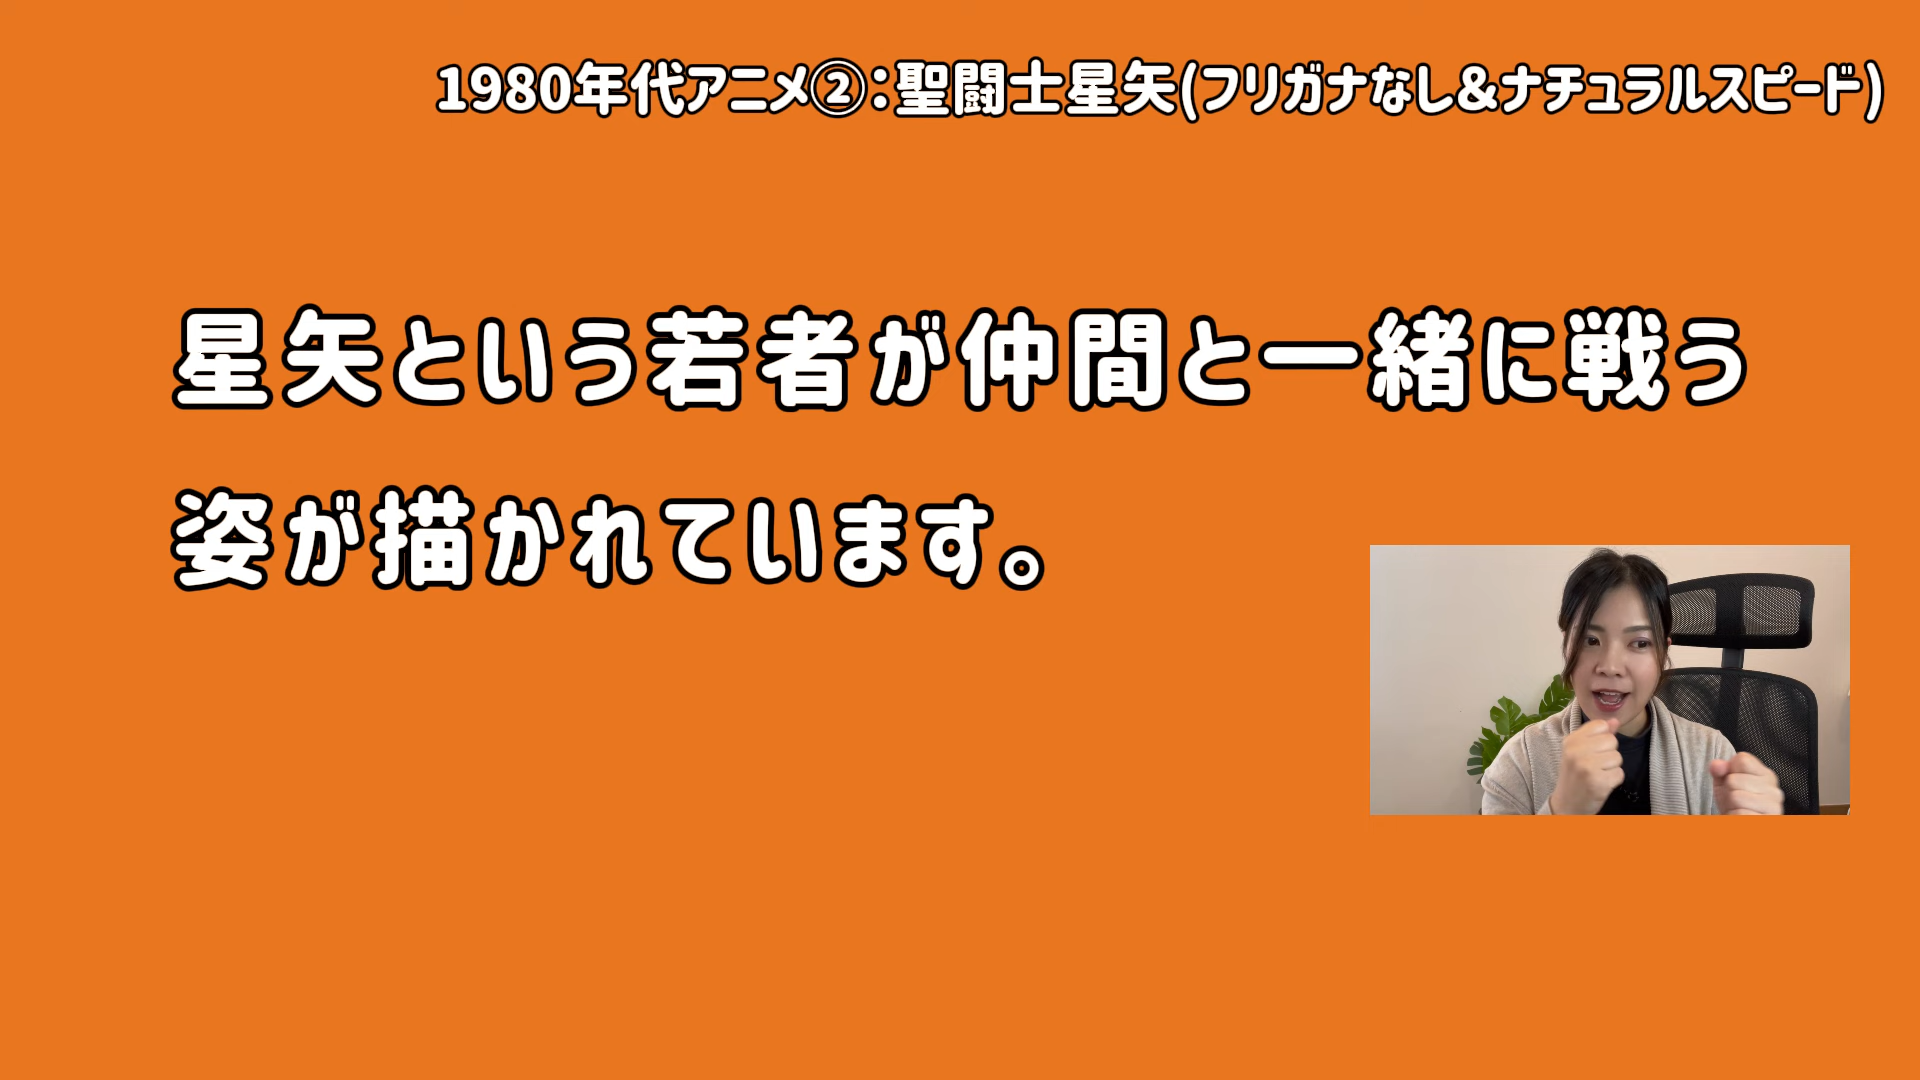 1980年代アニメ②：聖闘士星矢(フリガナなし&ナチュラルスピード)
星矢という若者が仲間と一緒に戦う
姿が描かれています。